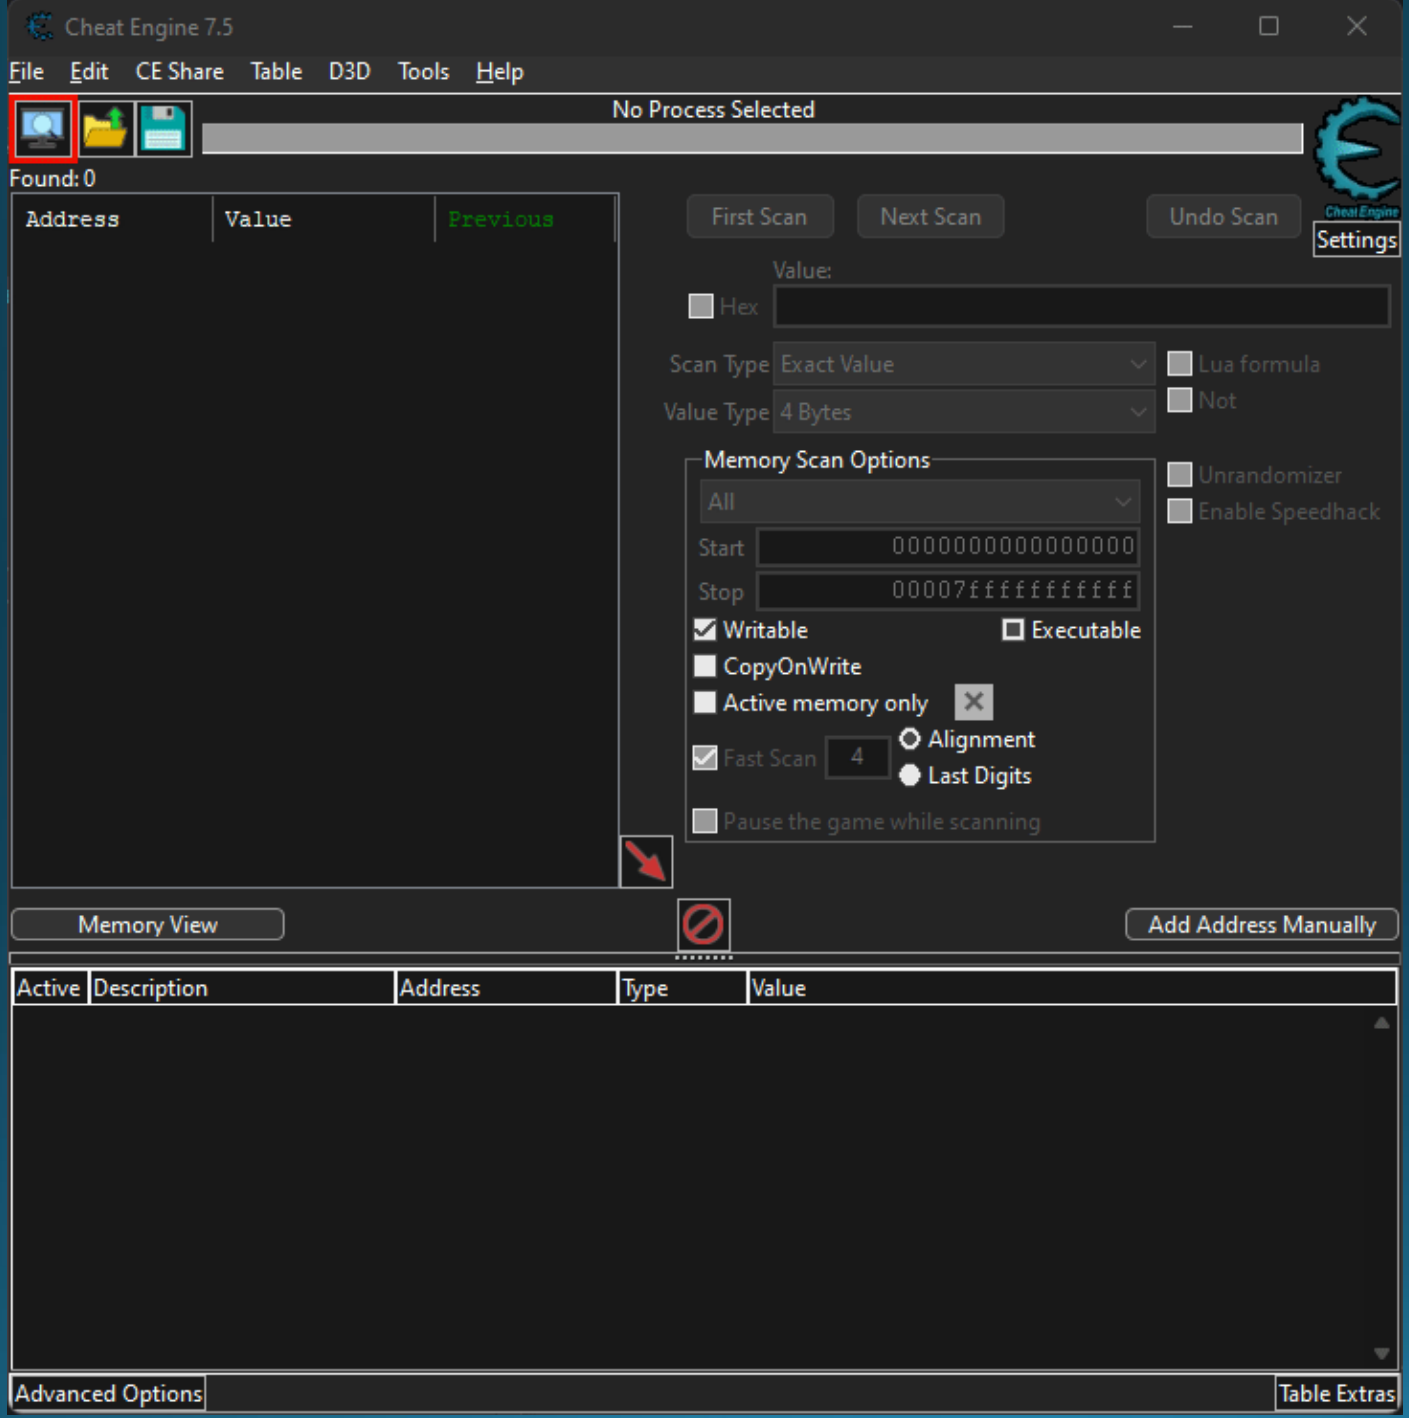 Cheat Engine 7.5
File Edit CE Share Table D3D Tools Help
No Process Selected
Found: 0
Address Value Previous
First Scan Next Scan Undo Scan
Cheat Engine
Settings
Value:
Hex
Scan Type Exact Value
Lua formula
Value Type 4 Bytes
Not
Memory Scan Options
All
Unrandomizer
Enable Speedhack
Start 0000000000000000
Stop 00007fffffffffff
Writable Executable
CopyOnWrite
Active memory only
Fast Scan 4
Alignment
Last Digits
Pause the game while scanning
Memory View
Add Address Manually
Active Description Address Type Value
Advanced Options
Table Extras